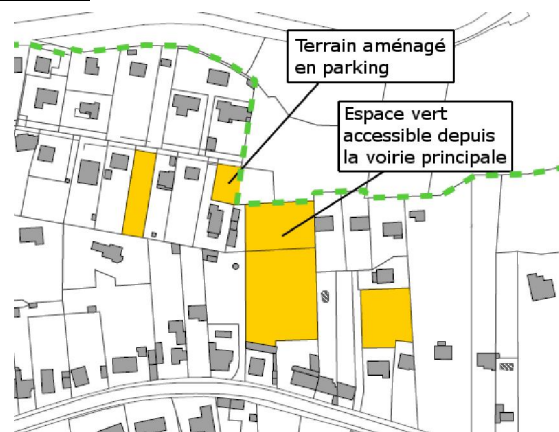 Terrain aménagé
en parking
Espace vert
accessible depuis
la voirie principale